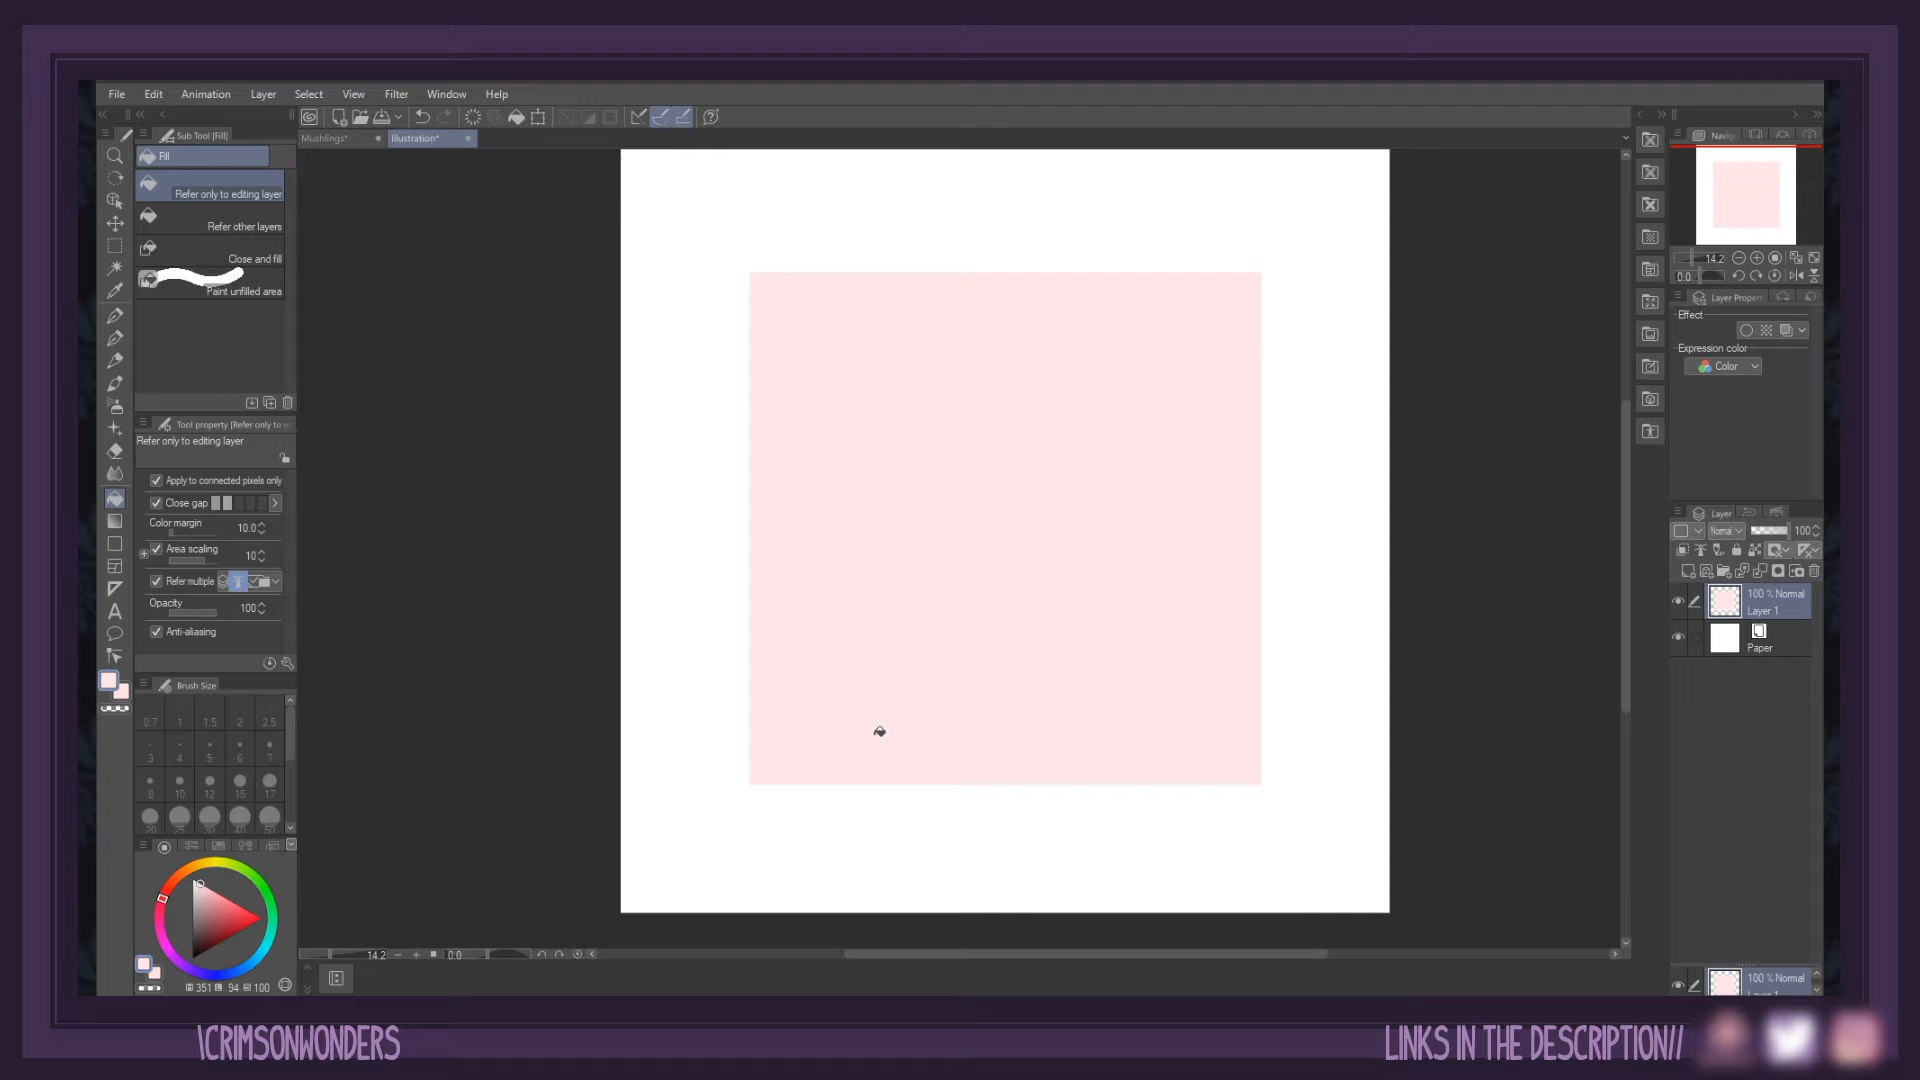 File Edit Animation Layer Select View Filter Window Help
Sub Tool [Fill]
Mushlings*
Illustration*
Navig
Fill
Refer only to editing layer
Refer other layers
Close and fill
Paint unfilled area
14.2
0.0
Layer Propert
Effect
Expression color
Color
Tool property [Refer only to e
Refer only to editing layer
Apply to connected pixels only
Close gap
Color margin 10.0
Area scaling 10
Refer multiple
Opacity 100
Anti-aliasing
Layer
Normal 100
100 % Normal
Layer 1
Paper
Brush Size
0.7 1 1.5 2 2.5
3 4 5 6 7
8 10 12 15 17
20 25 30 40 50
351 94 100
14.2 0.0
100 % Normal
Layer 1
\CRIMSONWONDERS
LINKS IN THE DESCRIPTION//